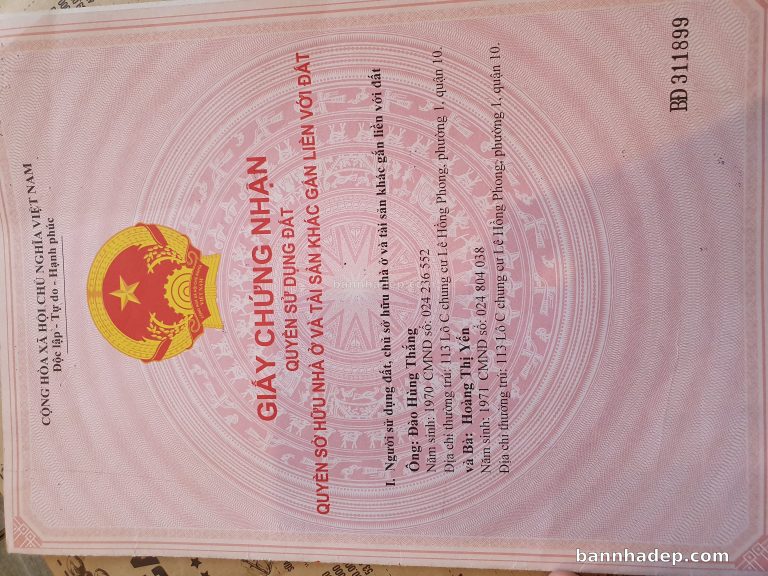 CỘNG HÒA XÃ HỘI CHỦ NGHĨA VIỆT NAM
Độc lập - Tự do - Hạnh phúc
GIẤY CHỨNG NHẬN
QUYỀN SỬ DỤNG ĐẤT
QUYỀN SỞ HỮU NHÀ Ở VÀ TÀI SẢN KHÁC GẮN LIỀN VỚI ĐẤT
I. Người sử dụng đất, chủ sở hữu nhà ở và tài sản khác gắn liền với đất
Ông: Đào Hùng Thắng
Năm sinh: 1970 CMND số: 024 236 552
Địa chỉ thường trú: 113 Lô C chung cư Lê Hồng Phong, phường 1, quận 10.
và Bà: Hoàng Thị Yến
Năm sinh: 1971 CMND số: 024 804 038
Địa chỉ thường trú: 113 Lô C chung cư Lê Hồng Phong, phường 1, quận 10.
BĐ 311899
bannhadep.com
bannhadep.com